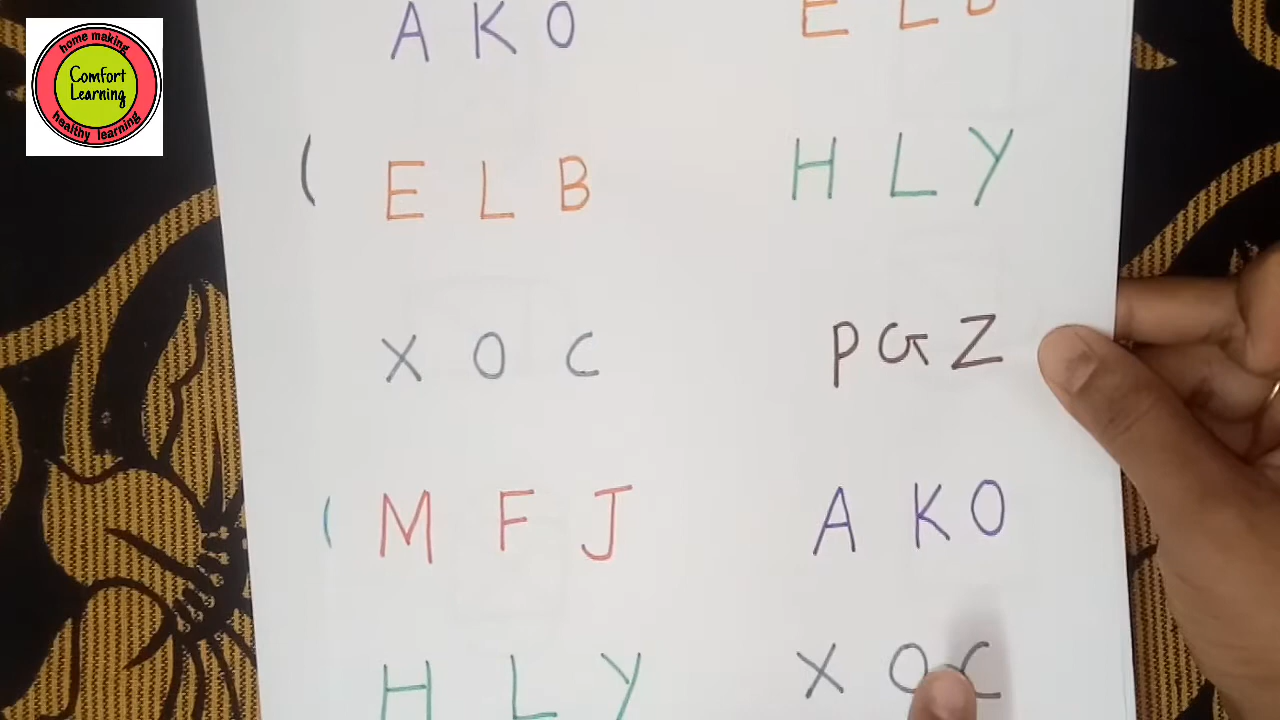 home making
Comfort
Learning
healthy learning
A K O E L B
( E L B H L Y
X O C P G Z
( M F J A K O
H L Y X O C